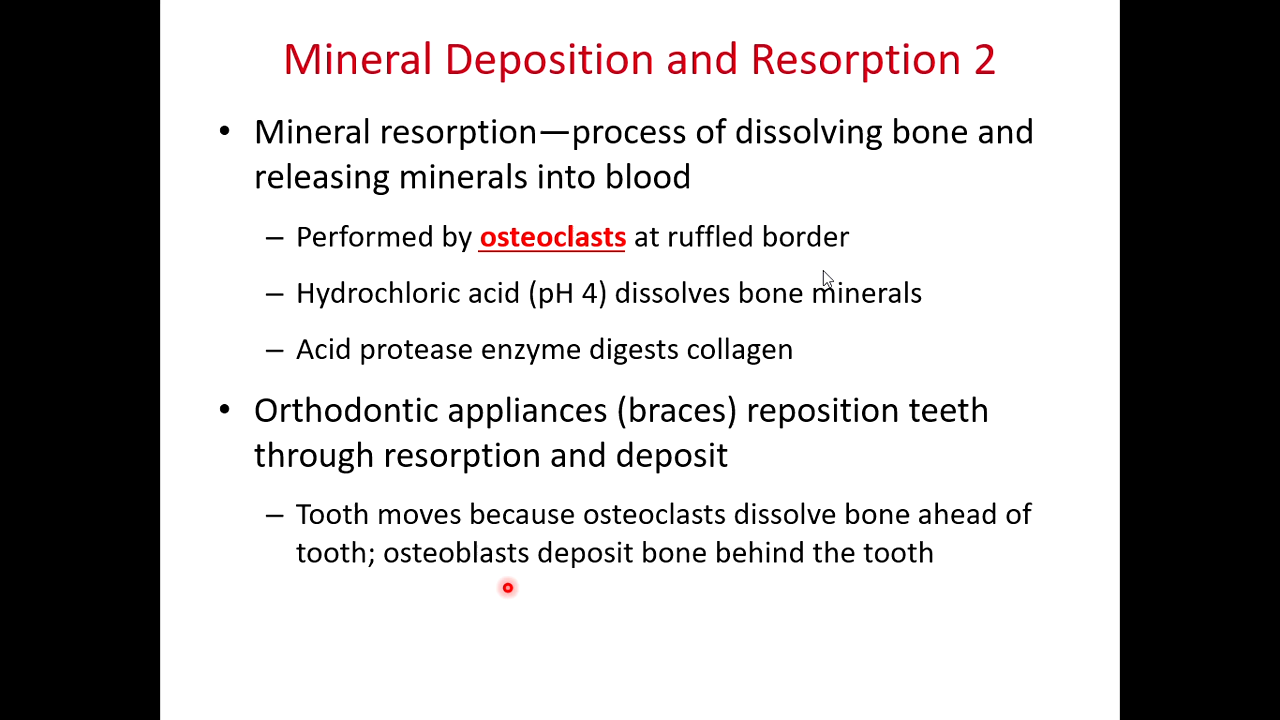 Mineral Deposition and Resorption 2
• Mineral resorption—process of dissolving bone and
releasing minerals into blood
– Performed by osteoclasts at ruffled border
– Hydrochloric acid (pH 4) dissolves bone minerals
– Acid protease enzyme digests collagen
• Orthodontic appliances (braces) reposition teeth
through resorption and deposit
– Tooth moves because osteoclasts dissolve bone ahead of
tooth; osteoblasts deposit bone behind the tooth